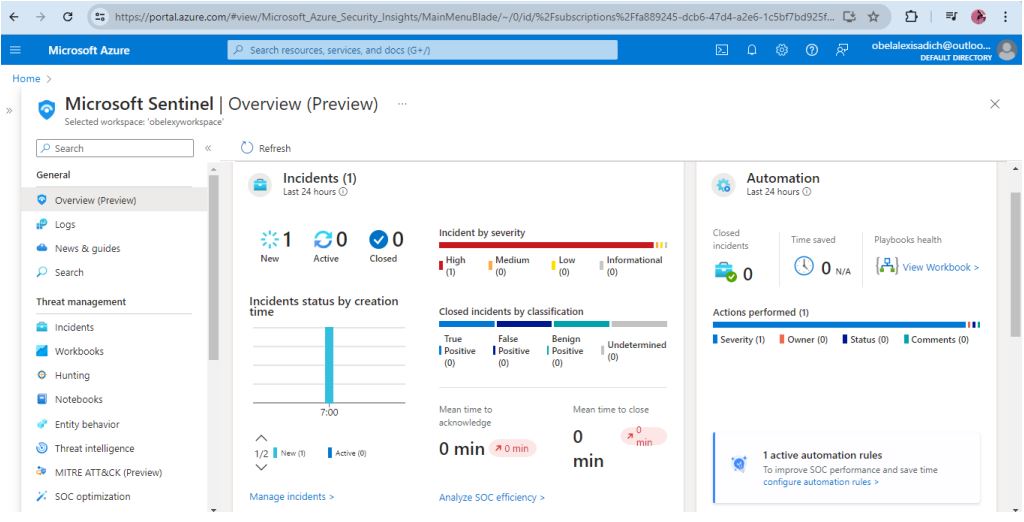 https://portal.azure.com/#view/Microsoft_Azure_Security_Insights/MainMenuBlade/~/0/id/%2Fsubscriptions%2Ffa889245-dcb6-47d4-a2e6-1c5bf7bd925f...
Microsoft Azure
Search resources, services, and docs (G+/)
obelalexisadich@outloo...
DEFAULT DIRECTORY
Home >
Microsoft Sentinel | Overview (Preview) ...
Selected workspace: 'obelexyworkspace'
Search
Refresh
General
Overview (Preview)
Logs
News & guides
Search
Threat management
Incidents
Workbooks
Hunting
Notebooks
Entity behavior
Threat intelligence
MITRE ATT&CK (Preview)
SOC optimization
Incidents (1)
Last 24 hours
1 0 0
New Active Closed
Incidents status by creation
time
7:00
1/2 New (1) Active (0)
Manage incidents >
Incident by severity
High (1)
Medium (0)
Low (0)
Informational (0)
Closed incidents by classification
True Positive (0)
False Positive (0)
Benign Positive (0)
Undetermined (0)
Mean time to
acknowledge
0 min 0 min
Mean time to close
0 min 0 min
Analyze SOC efficiency >
Automation
Last 24 hours
Closed
incidents
0
Time saved
0 N/A
Playbooks health
View Workbook >
Actions performed (1)
Severity (1) Owner (0) Status (0) Comments (0)
1 active automation rules
To improve SOC performance and save time
configure automation rules >